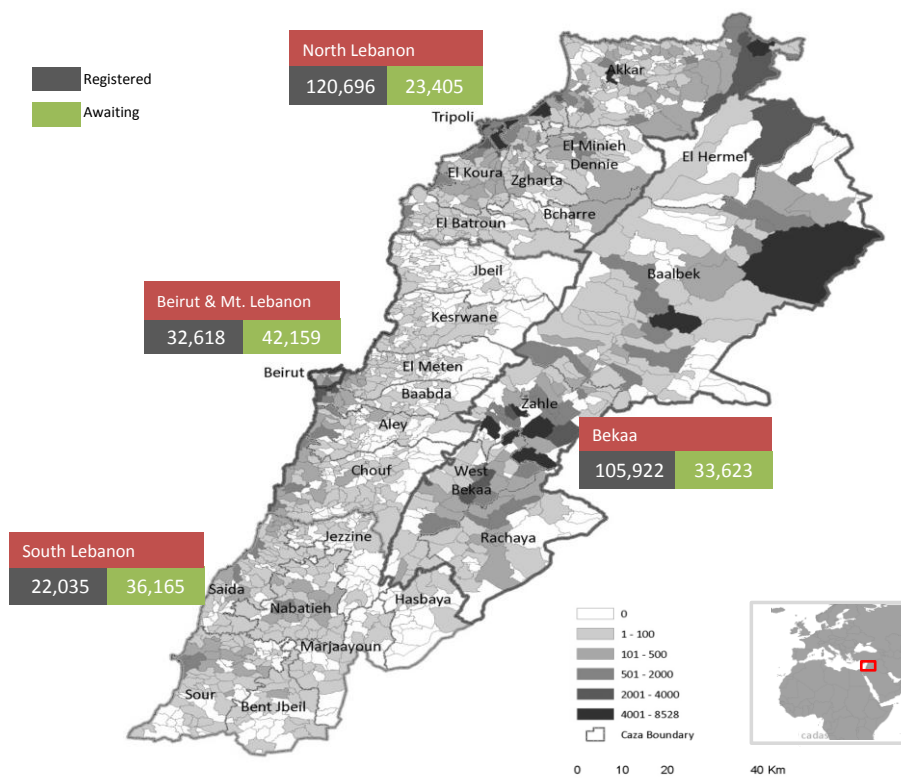 North Lebanon
120,696 23,405
Registered
Awaiting
Akkar
Tripoli
El Minieh
Dennie
El Hermel
El Koura
Zgharta
Bcharre
El Batroun
Jbeil
Baalbek
Beirut & Mt. Lebanon
32,618 42,159
Kesrwane
El Meten
Beirut
Baabda
Zahle
Aley
Bekaa
105,922 33,623
Chouf
West
Bekaa
Jezzine
Rachaya
South Lebanon
22,035 36,165
Saida
Hasbaya
Nabatieh
Marjaayoun
Sour
Bent Jbeil
0
1 - 100
101 - 500
501 - 2000
2001 - 4000
4001 - 8528
Caza Boundary
cadas
0 10 20 40 Km